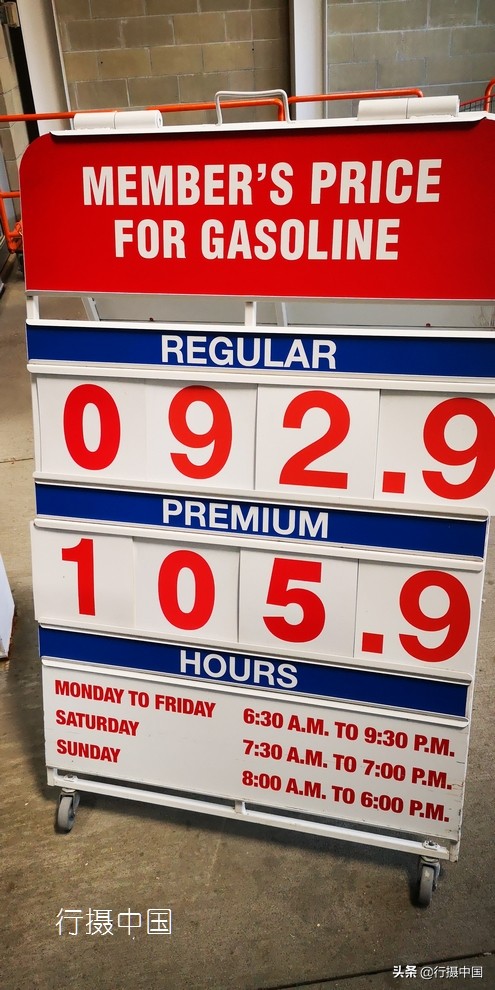 MEMBER'S PRICE
FOR GASOLINE
REGULAR
092.9
PREMIUM
105.9
HOURS
MONDAY TO FRIDAY 6:30 A.M. TO 9:30 P.M.
SATURDAY 7:30 A.M. TO 7:00 P.M.
SUNDAY 8:00 A.M. TO 6:00 P.M.
行摄中国
头条 @行摄中国